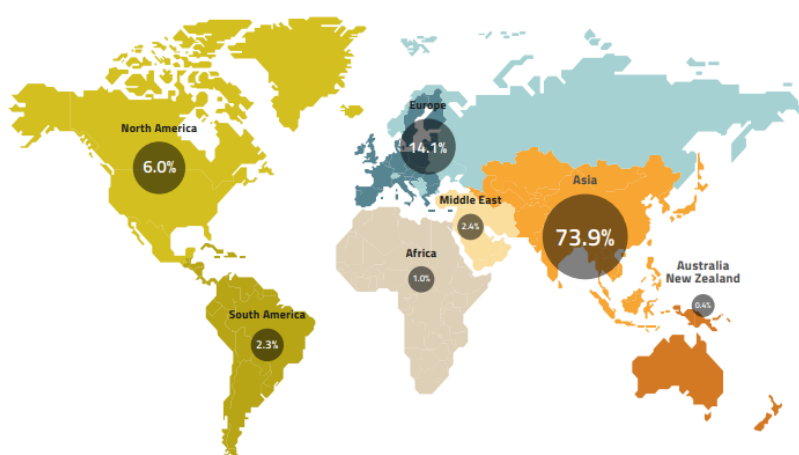 Europe
14.1%
North America
6.0%
Asia
73.9%
Middle East
2.4%
Africa
1.0%
Australia
New Zealand
0.4%
South America
2.3%